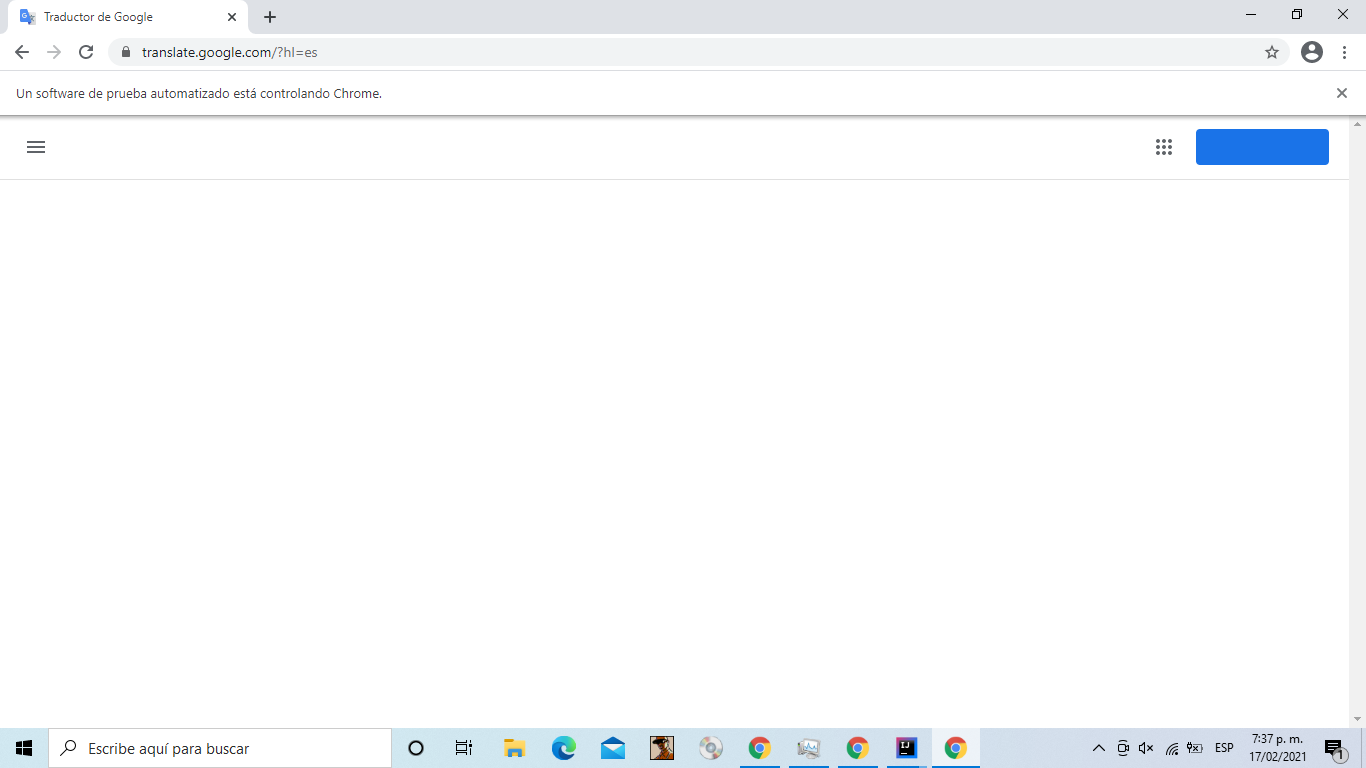 Traductor de Google
translate.google.com/?hl=es
Un software de prueba automatizado está controlando Chrome.
Escribe aquí para buscar
ESP
7:37 p. m.
17/02/2021
1